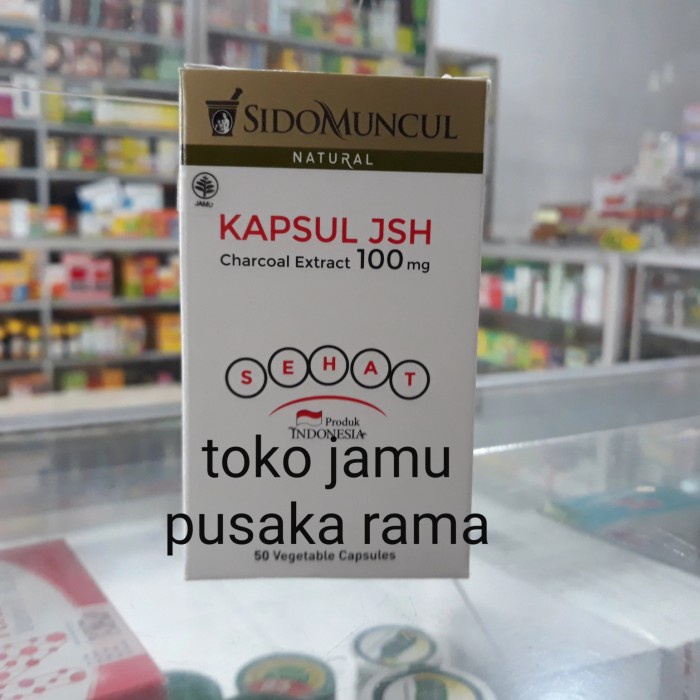 SIDOMUNCUL
NATURAL
JAMU
KAPSUL JSH
Charcoal Extract 100 mg
S E H A T
Produk
INDONESIA
toko jamu
pusaka rama
50 Vegetable Capsules